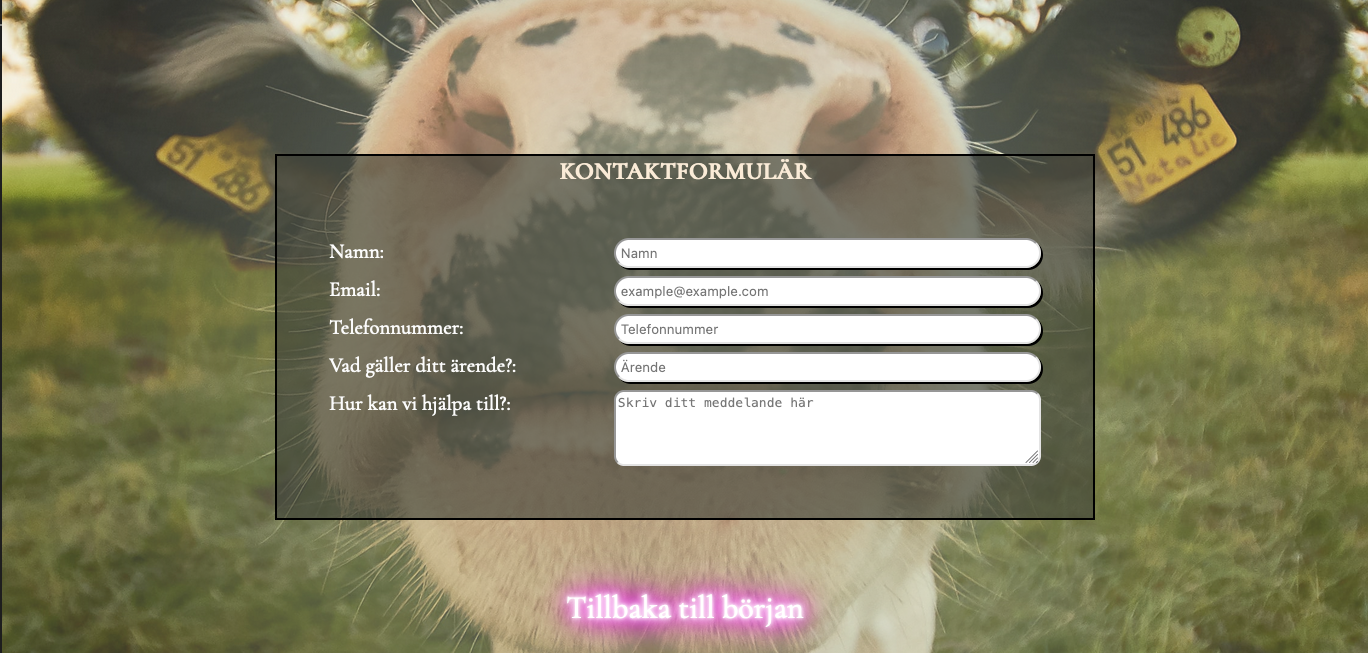 51 486
51 486
Natalie
KONTAKTFORMULÄR
Namn:
Namn
Email:
example@example.com
Telefonnummer:
Telefonnummer
Vad gäller ditt ärende?:
Ärende
Hur kan vi hjälpa till?:
Skriv ditt meddelande här
Tillbaka till början